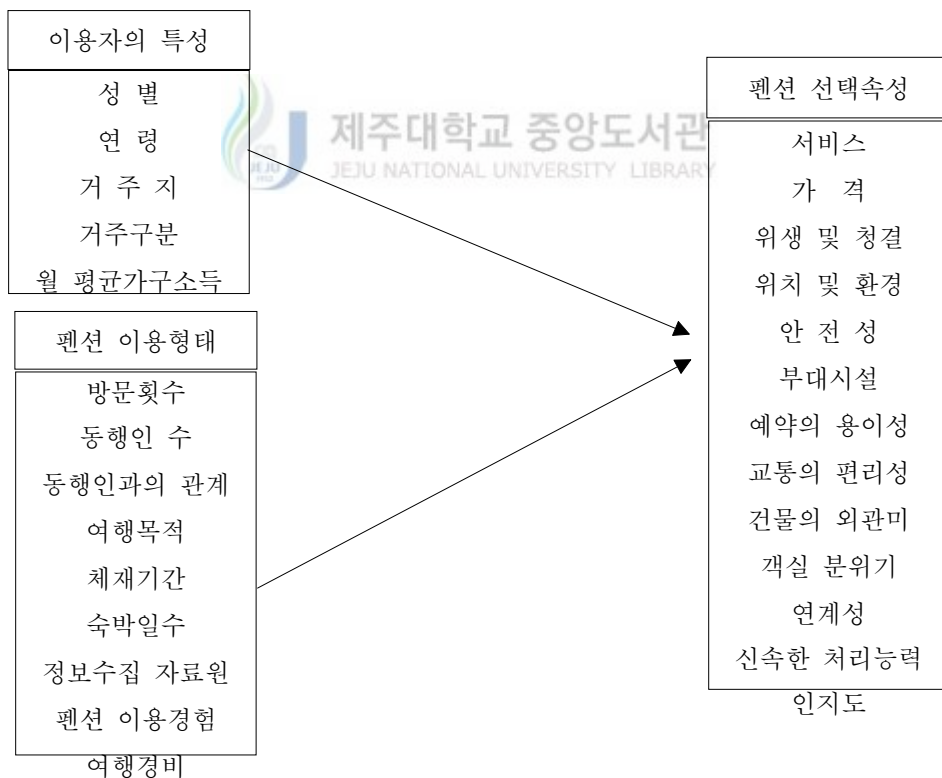 이용자의 특성
성 별
연 령
거 주 지
거주구분
월 평균가구소득
펜션 이용형태
방문횟수
동행인 수
동행인과의 관계
여행목적
체재기간
숙박일수
정보수집 자료원
펜션 이용경험
여행경비
제주대학교 중앙도서관
JEJU NATIONAL UNIVERSITY LIBRARY
JEJU
1952
펜션 선택속성
서비스
가 격
위생 및 청결
위치 및 환경
안 전 성
부대시설
예약의 용이성
교통의 편리성
건물의 외관미
객실 분위기
연계성
신속한 처리능력
인지도